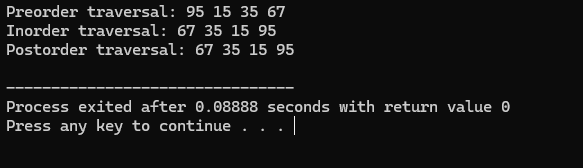 Preorder traversal: 95 15 35 67
Inorder traversal: 67 35 15 95
Postorder traversal: 67 35 15 95
--------------------------------
Process exited after 0.08888 seconds with return value 0
Press any key to continue . . .